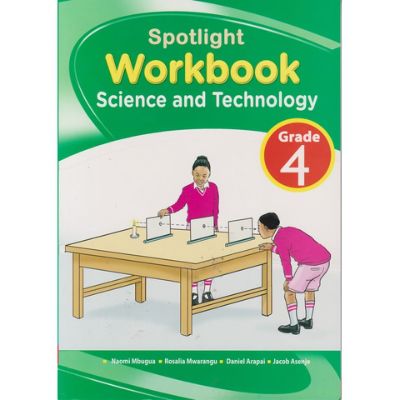 Spotlight
Workbook
Science and Technology
Grade
4
Naomi Mbugua Rosalia Mwarangu Daniel Arapai Jacob Asenje